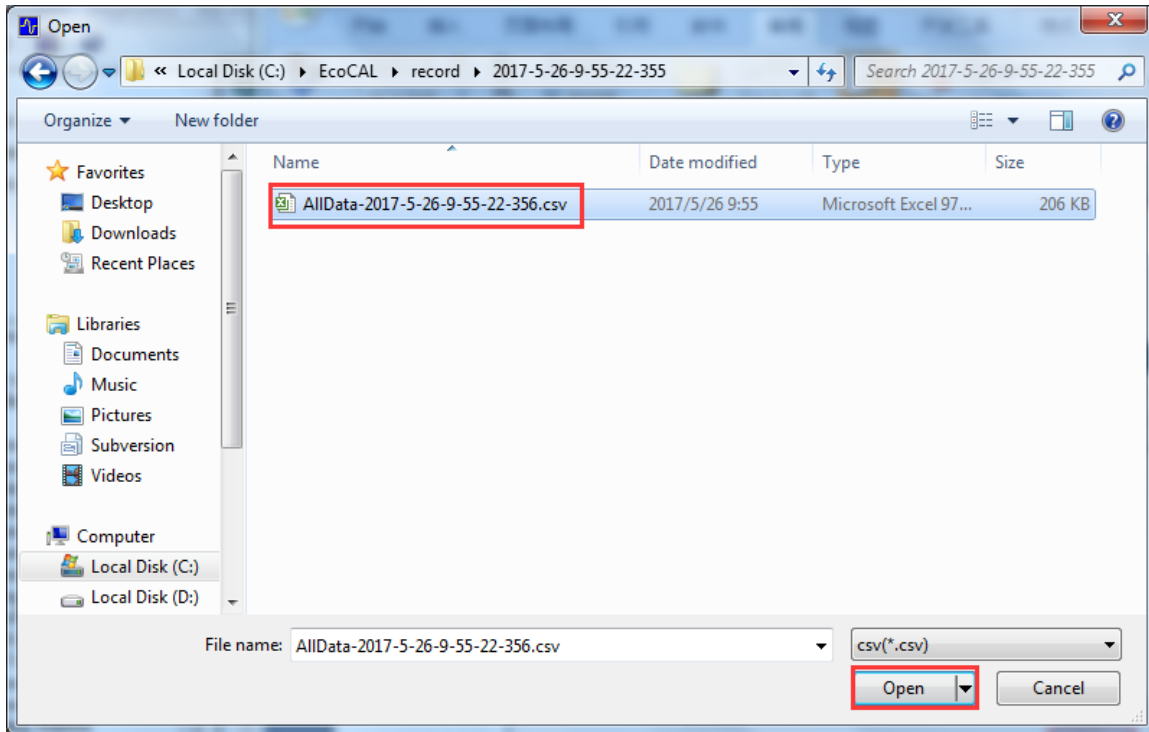 Open
« Local Disk (C:) ▸ EcoCAL ▸ record ▸ 2017-5-26-9-55-22-355
Search 2017-5-26-9-55-22-355
Organize ▾ New folder
Name Date modified Type Size
AllData-2017-5-26-9-55-22-356.csv 2017/5/26 9:55 Microsoft Excel 97... 206 KB
Favorites
Desktop
Downloads
Recent Places
Libraries
Documents
Music
Pictures
Subversion
Videos
Computer
Local Disk (C:)
Local Disk (D:)
File name: AllData-2017-5-26-9-55-22-356.csv
csv(*.csv)
Open Cancel